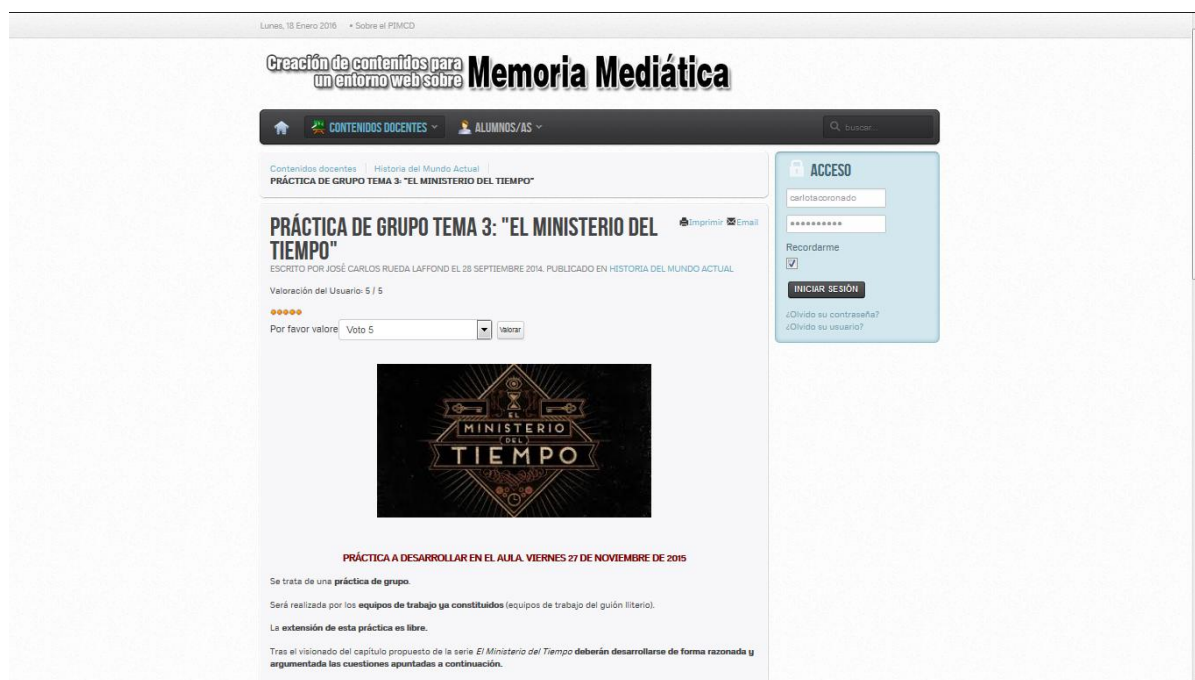 Lunes, 18 Enero 2016 • Sobre el PIMCD
Creación de contenidos para
un entorno web sobre Memoria Mediática
CONTENIDOS DOCENTES ALUMNOS/AS buscar...
Contenidos docentes Historia del Mundo Actual
PRÁCTICA DE GRUPO TEMA 3: "EL MINISTERIO DEL TIEMPO"
PRÁCTICA DE GRUPO TEMA 3: "EL MINISTERIO DEL
TIEMPO"
Imprimir Email
ESCRITO POR JOSÉ CARLOS RUEDA LAFFOND EL 28 SEPTIEMBRE 2014. PUBLICADO EN HISTORIA DEL MUNDO ACTUAL
Valoración del Usuario: 5 / 5
Por favor valore Voto 5 Valorar
EL
MINISTERIO
DEL
TIEMPO
PRÁCTICA A DESARROLLAR EN EL AULA. VIERNES 27 DE NOVIEMBRE DE 2015
Se trata de una práctica de grupo.
Será realizada por los equipos de trabajo ya constituidos (equipos de trabajo del guión lliterio).
La extensión de esta práctica es libre.
Tras el visionado del capítulo propuesto de la serie El Ministerio del Tiempo deberán desarrollarse de forma razonada y
argumentada las cuestiones apuntadas a continuación.
ACCESO
carlotacoronado
Recordarme
INICIAR SESIÓN
¿Olvido su contraseña?
¿Olvido su usuario?